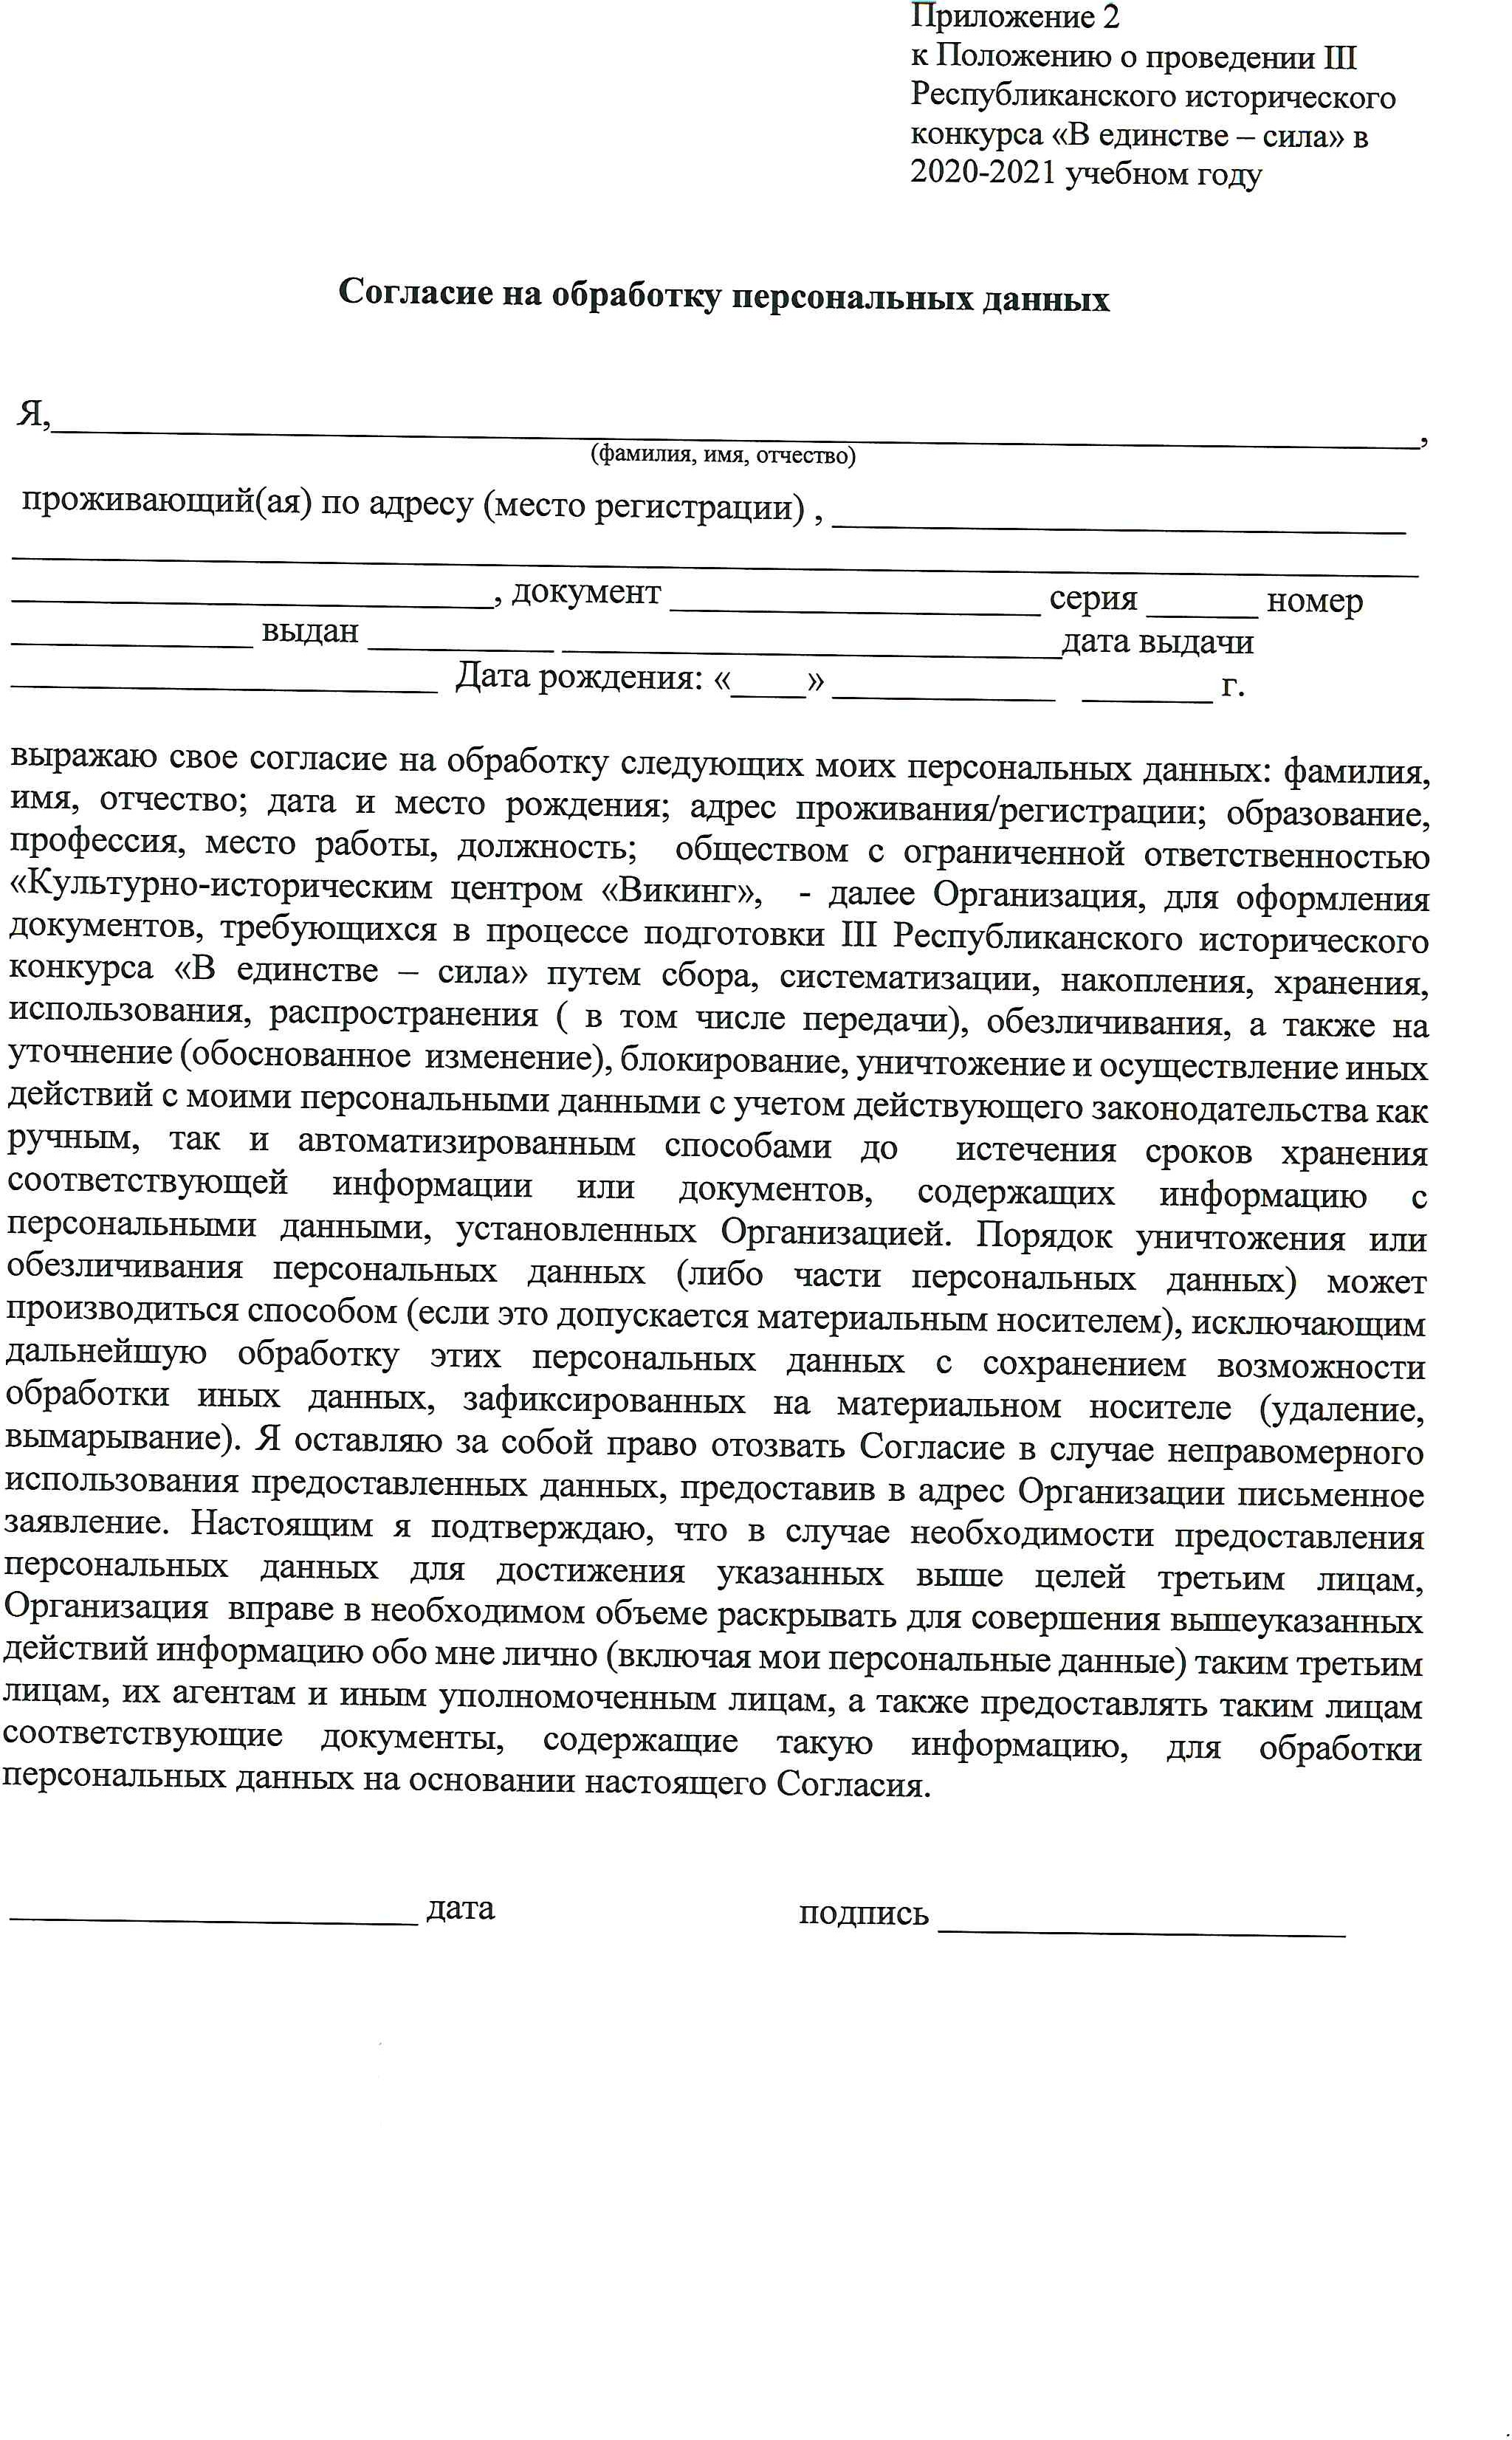 Приложение 2
к Положению о проведении III
Республиканского исторического
конкурса «В единстве – сила» в
2020-2021 учебном году
Согласие на обработку персональных данных
Я,__________,
(фамилия, имя, отчество)
проживающий(ая) по адресу (место регистрации) , __________
__________
__________, документ __________ серия ______ номер
__________ выдан __________ __________дата выдачи
__________ Дата рождения: «____» __________ _______ г.
выражаю свое согласие на обработку следующих моих персональных данных: фамилия,
имя, отчество; дата и место рождения; адрес проживания/регистрации; образование,
профессия, место работы, должность; обществом с ограниченной ответственностью
«Культурно-историческим центром «Викинг», - далее Организация, для оформления
документов, требующихся в процессе подготовки III Республиканского исторического
конкурса «В единстве – сила» путем сбора, систематизации, накопления, хранения,
использования, распространения ( в том числе передачи), обезличивания, а также на
уточнение (обоснованное изменение), блокирование, уничтожение и осуществление иных
действий с моими персональными данными с учетом действующего законодательства как
ручным, так и автоматизированным способами до истечения сроков хранения
соответствующей информации или документов, содержащих информацию с
персональными данными, установленных Организацией. Порядок уничтожения или
обезличивания персональных данных (либо части персональных данных) может
производиться способом (если это допускается материальным носителем), исключающим
дальнейшую обработку этих персональных данных с сохранением возможности
обработки иных данных, зафиксированных на материальном носителе (удаление,
вымарывание). Я оставляю за собой право отозвать Согласие в случае неправомерного
использования предоставленных данных, предоставив в адрес Организации письменное
заявление. Настоящим я подтверждаю, что в случае необходимости предоставления
персональных данных для достижения указанных выше целей третьим лицам,
Организация вправе в необходимом объеме раскрывать для совершения вышеуказанных
действий информацию обо мне лично (включая мои персональные данные) таким третьим
лицам, их агентам и иным уполномоченным лицам, а также предоставлять таким лицам
соответствующие документы, содержащие такую информацию, для обработки
персональных данных на основании настоящего Согласия.
__________ дата подпись __________